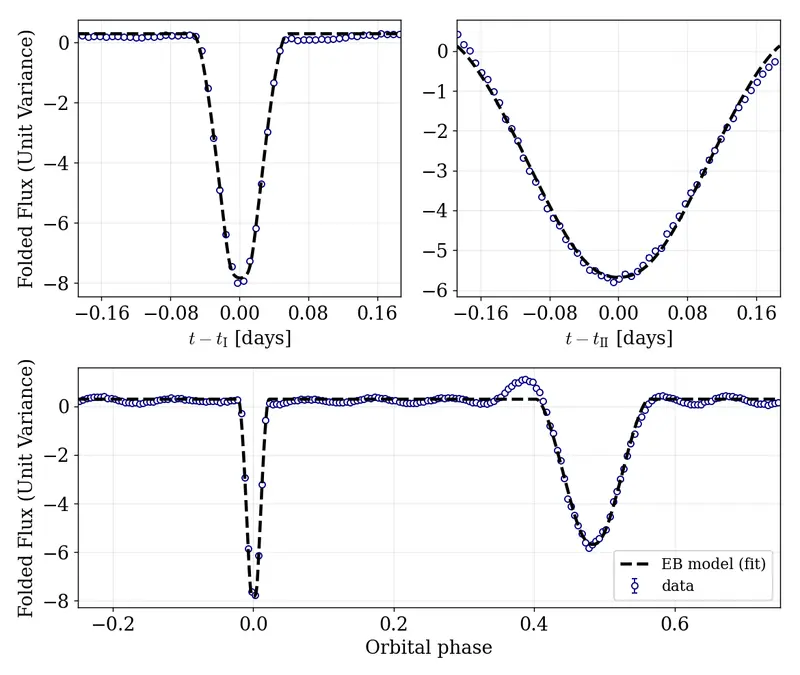 Folded Flux (Unit Variance)
0
−2
−4
−6
−8
−0.16 −0.08 0.00 0.08 0.16
t − tI [days]
0
−1
−2
−3
−4
−5
−6
−0.16 −0.08 0.00 0.08 0.16
t − tII [days]
Folded Flux (Unit Variance)
0
−2
−4
−6
−8
−0.2 0.0 0.2 0.4 0.6
Orbital phase
EB model (fit)
data